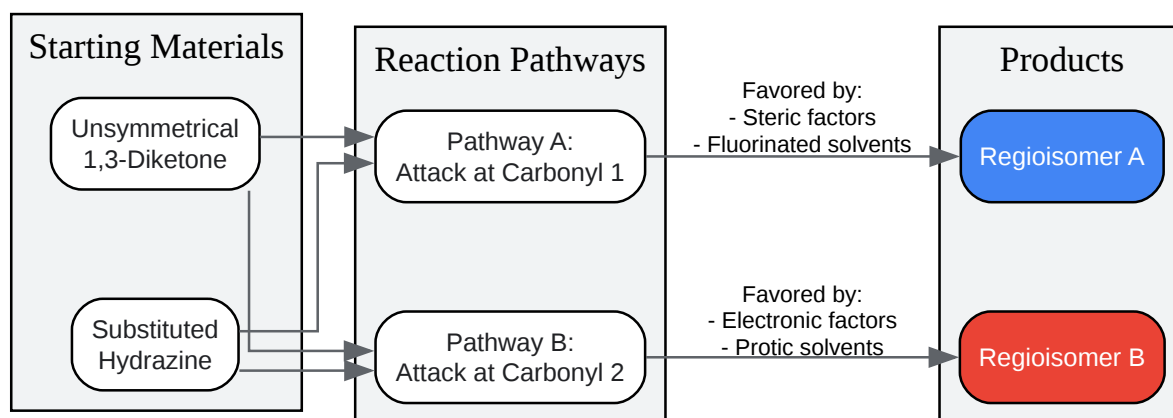 Starting Materials
Unsymmetrical
1,3-Diketone
Substituted
Hydrazine
Reaction Pathways
Pathway A:
Attack at Carbonyl 1
Pathway B:
Attack at Carbonyl 2
Favored by:
- Steric factors
- Fluorinated solvents
Favored by:
- Electronic factors
- Protic solvents
Products
Regioisomer A
Regioisomer B